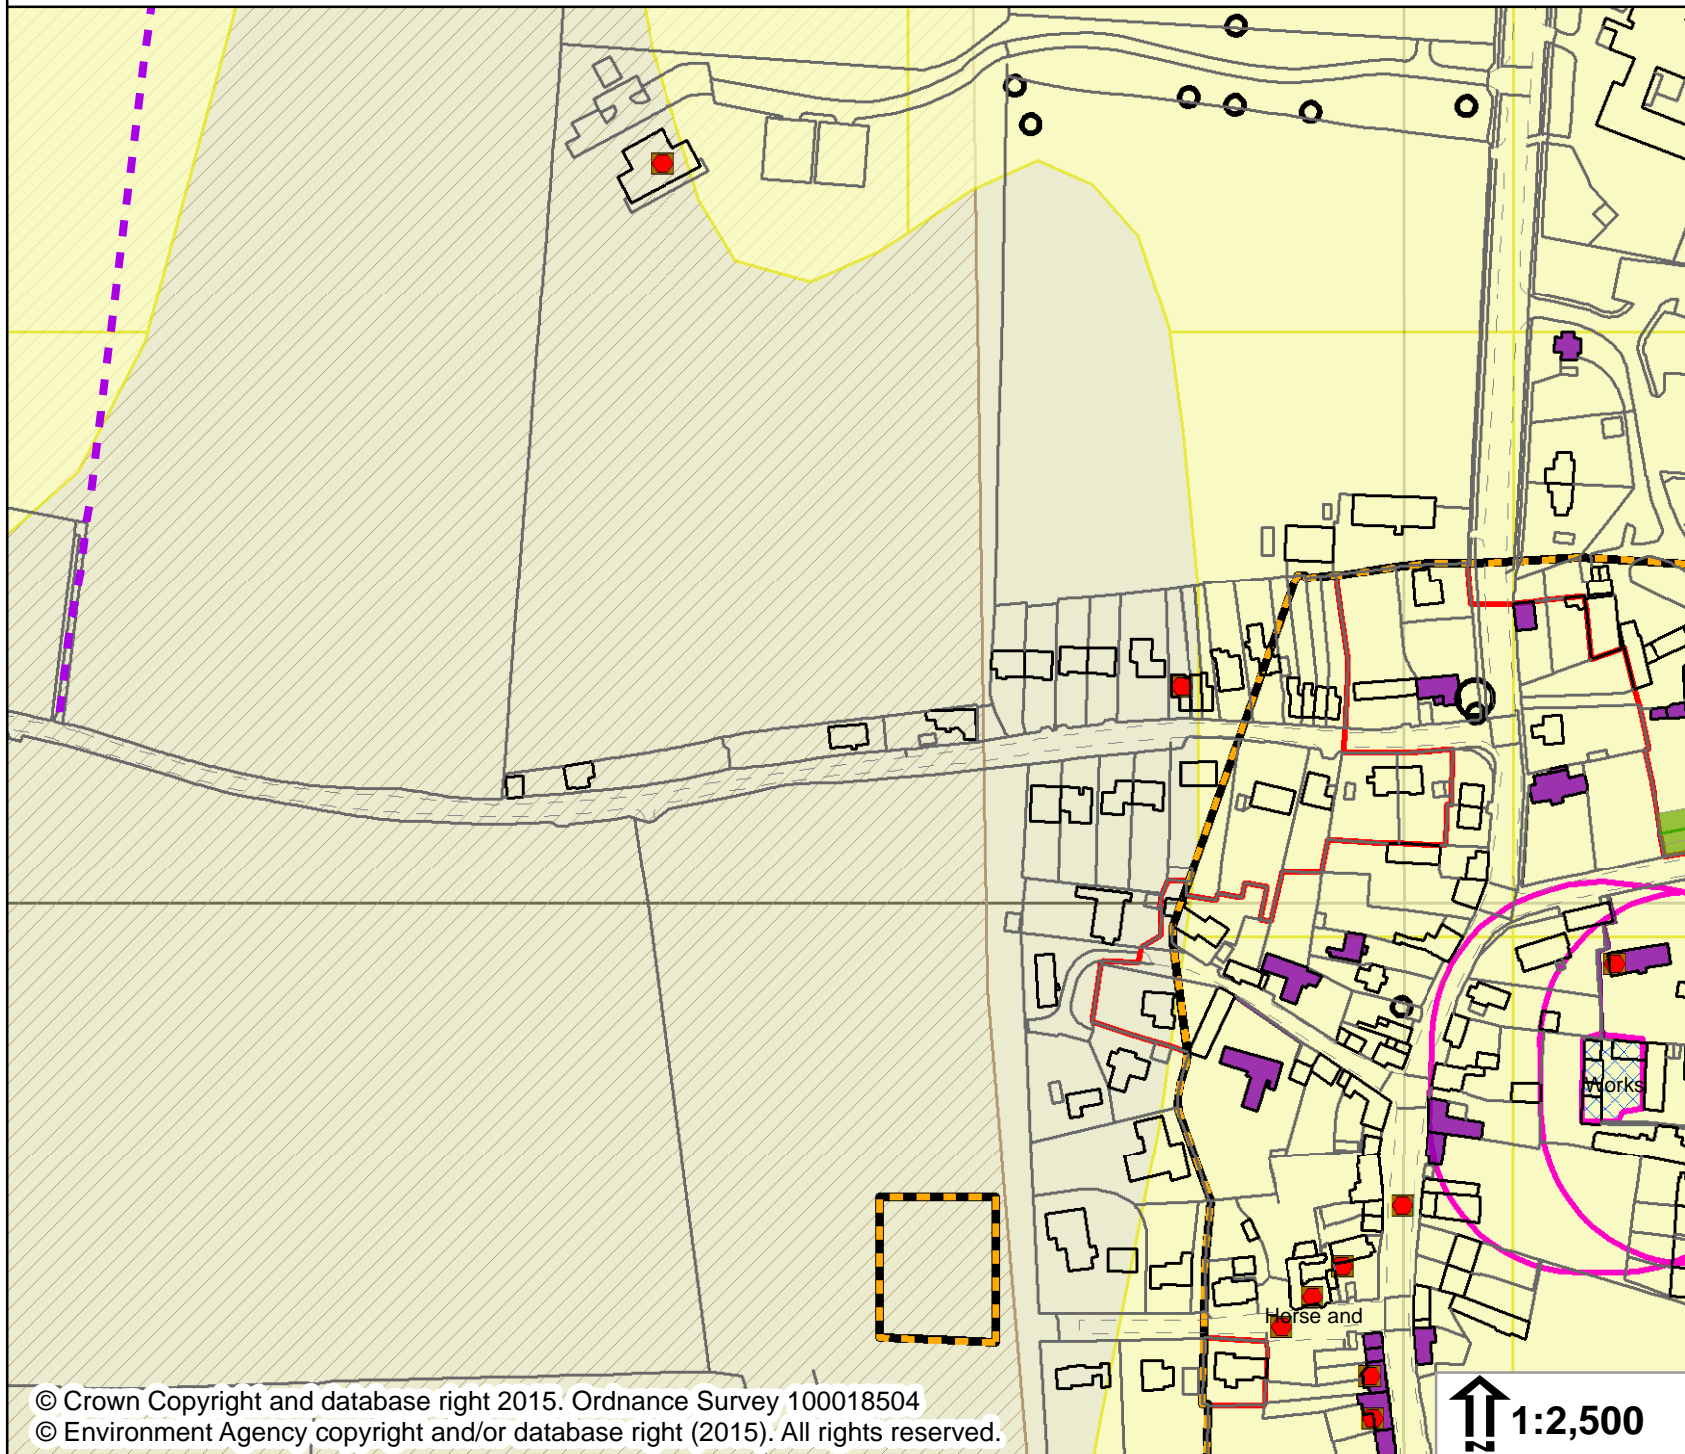 Works
Horse and
© Crown Copyright and database right 2015. Ordnance Survey 100018504
© Environment Agency copyright and/or database right (2015). All rights reserved.
N
1:2,500